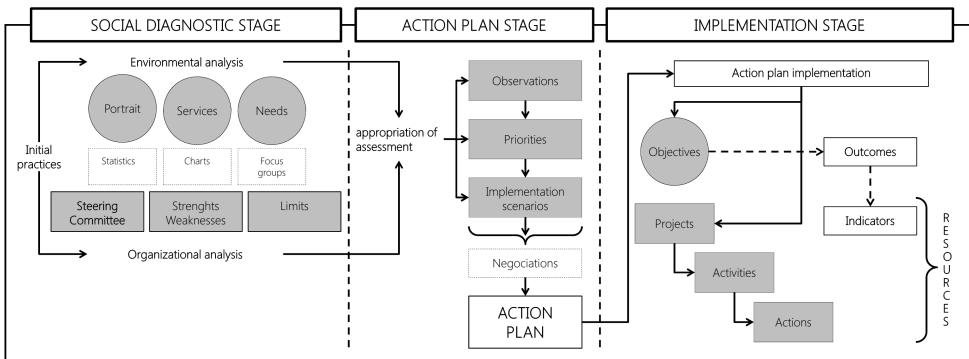 SOCIAL DIAGNOSTIC STAGE
ACTION PLAN STAGE
IMPLEMENTATION STAGE
Environmental analysis
Portrait
Services
Needs
Initial
practices
Statistics
Charts
Focus
groups
Steering
Committee
Strenghts
Weaknesses
Limits
Organizational analysis
appropriation of
assessment
Observations
Priorities
Implementation
scenarios
Negociations
ACTION
PLAN
Action plan implementation
Objectives
Outcomes
Indicators
Projects
Activities
Actions
RESOURCES